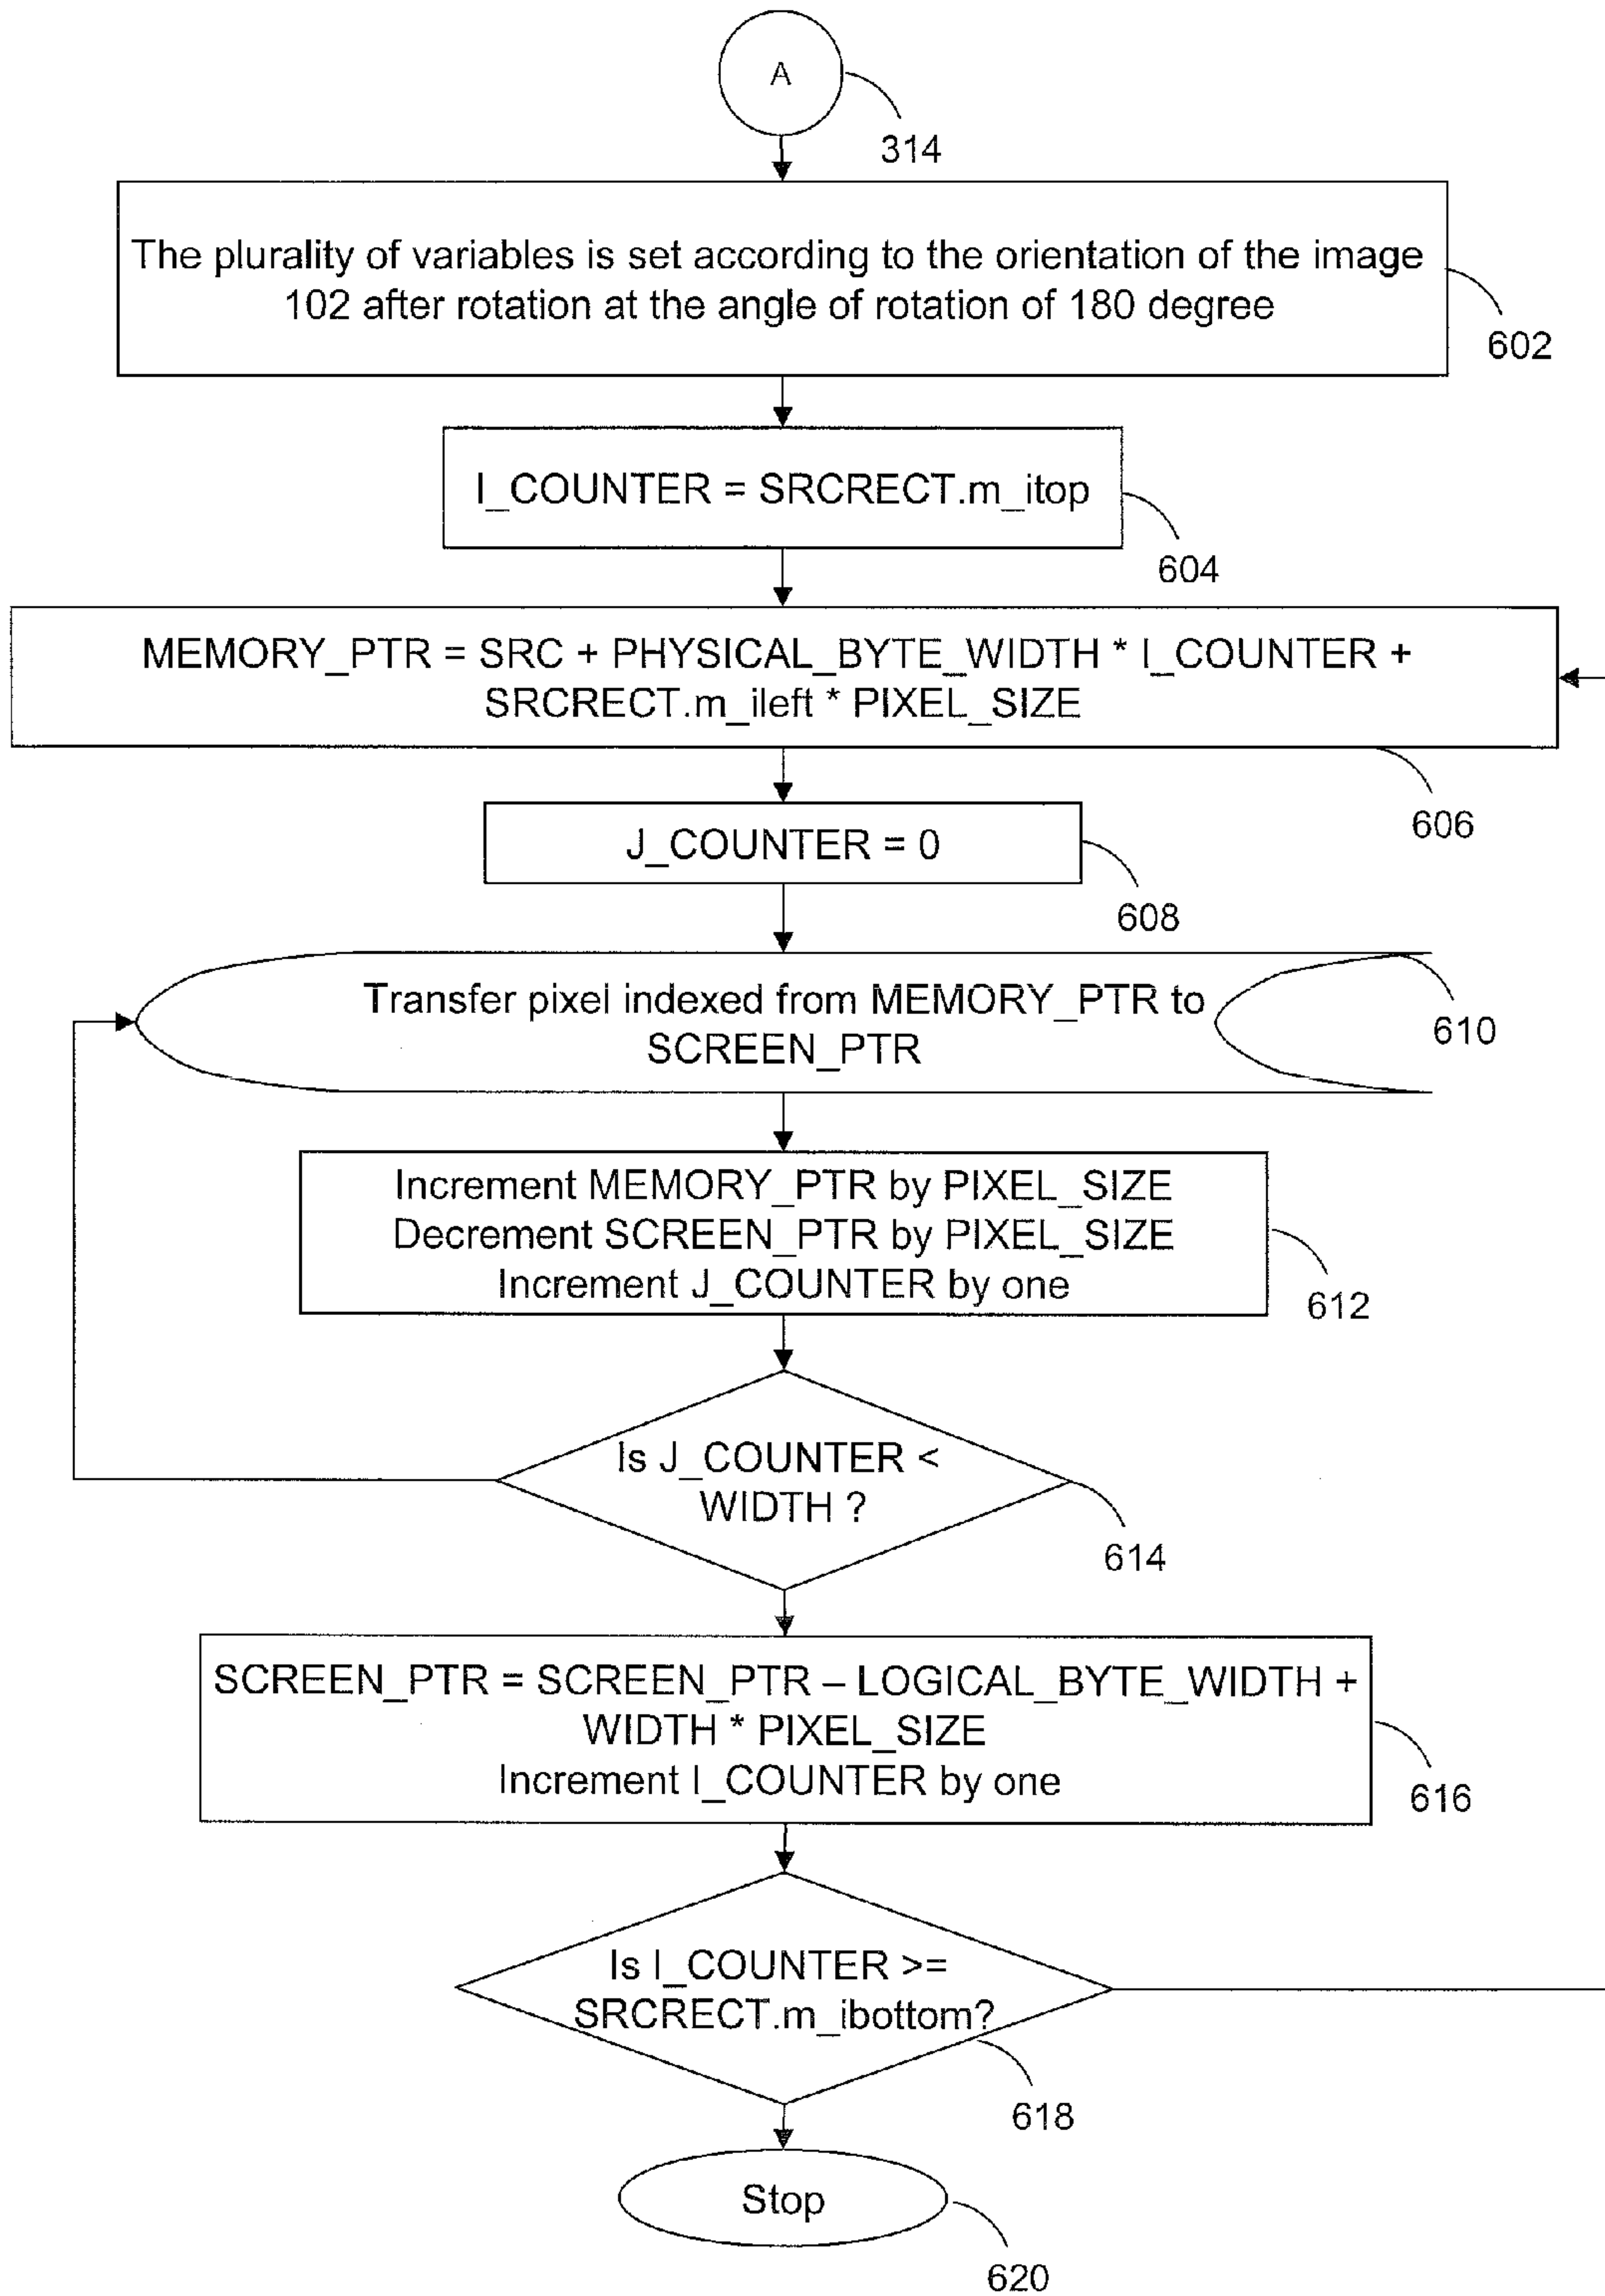 A
314
The plurality of variables is set according to the orientation of the image
102 after rotation at the angle of rotation of 180 degree
602
I_COUNTER = SRCRECT.m_itop
604
MEMORY_PTR = SRC + PHYSICAL_BYTE_WIDTH * I_COUNTER +
SRCRECT.m_ileft * PIXEL_SIZE
606
J_COUNTER = 0
608
Transfer pixel indexed from MEMORY_PTR to
SCREEN_PTR
610
Increment MEMORY_PTR by PIXEL_SIZE
Decrement SCREEN_PTR by PIXEL_SIZE
Increment J_COUNTER by one
612
Is J_COUNTER <
WIDTH ?
614
SCREEN_PTR = SCREEN_PTR – LOGICAL_BYTE_WIDTH +
WIDTH * PIXEL_SIZE
Increment I_COUNTER by one
616
Is I_COUNTER >=
SRCRECT.m_ibottom?
618
Stop
620